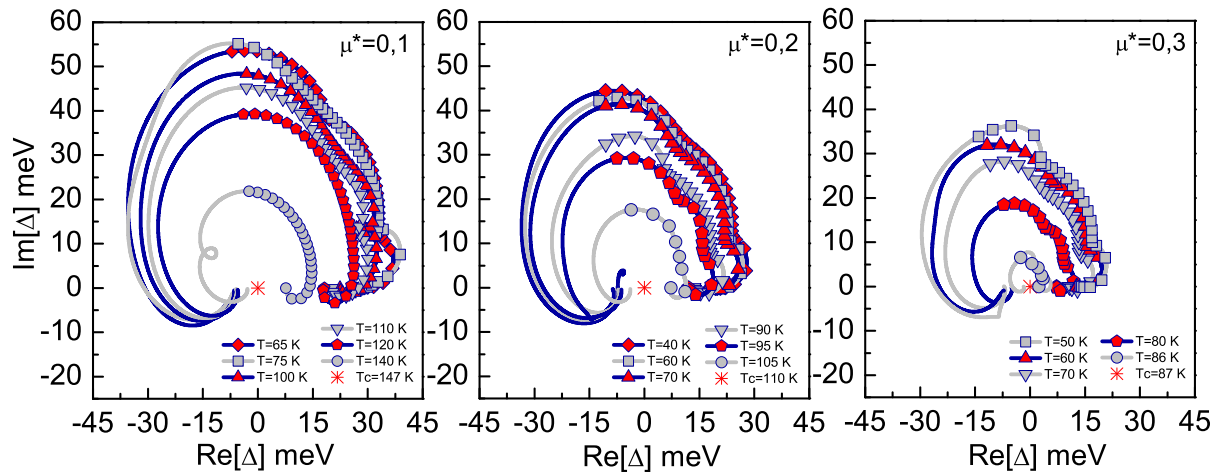 μ*=0,1
60
50
40
30
20
10
0
-10
-20
Im[Δ] meV
T=65 K
T=75 K
T=100 K
T=110 K
T=120 K
T=140 K
Tc=147 K
-45 -30 -15 0 15 30 45
Re[Δ] meV
μ*=0,2
60
50
40
30
20
10
0
-10
-20
T=40 K
T=60 K
T=70 K
T=90 K
T=95 K
T=105 K
Tc=110 K
-45 -30 -15 0 15 30 45
Re[Δ] meV
μ*=0,3
60
50
40
30
20
10
0
-10
-20
T=50 K
T=60 K
T=70 K
T=80 K
T=86 K
Tc=87 K
-45 -30 -15 0 15 30 45
Re[Δ] meV